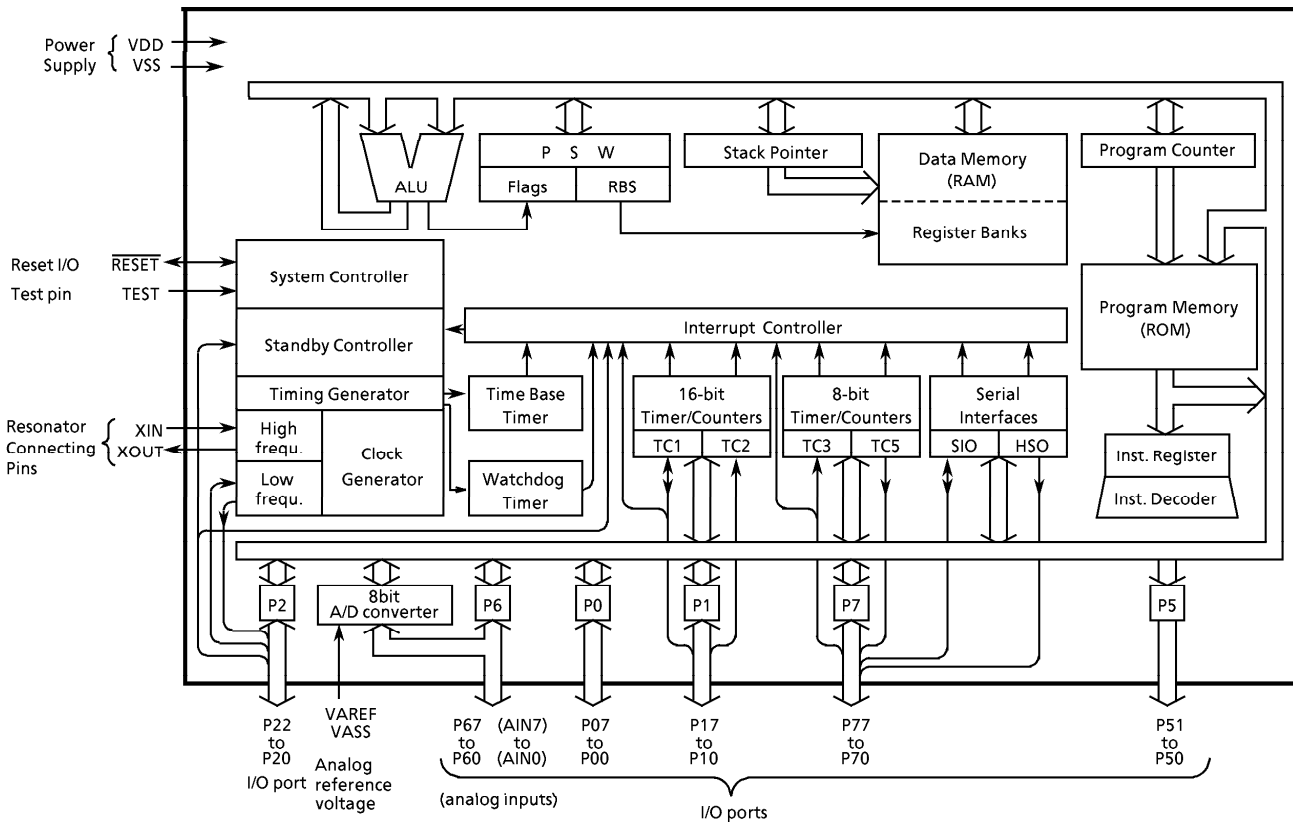 Power Supply
VDD
VSS
ALU
P S W
Flags
RBS
Stack Pointer
Data Memory
(RAM)
Register Banks
Program Counter
Reset I/O
RESET
Test pin
TEST
System Controller
Standby Controller
Timing Generator
High
frequ.
Low
frequ.
Clock
Generator
Resonator
Connecting
Pins
XIN
XOUT
Interrupt Controller
Time Base
Timer
Watchdog
Timer
16-bit
Timer/Counters
TC1
TC2
8-bit
Timer/Counters
TC3
TC5
Serial
Interfaces
SIO
HSO
Program Memory
(ROM)
Inst. Register
Inst. Decoder
P2
8bit
A/D converter
P6
P0
P1
P7
P5
P22
to
P20
I/O port
VAREF
VASS
Analog
reference
voltage
P67
to
P60
(AIN7)
to
(AIN0)
(analog inputs)
P07
to
P00
P17
to
P10
P77
to
P70
P51
to
P50
I/O ports